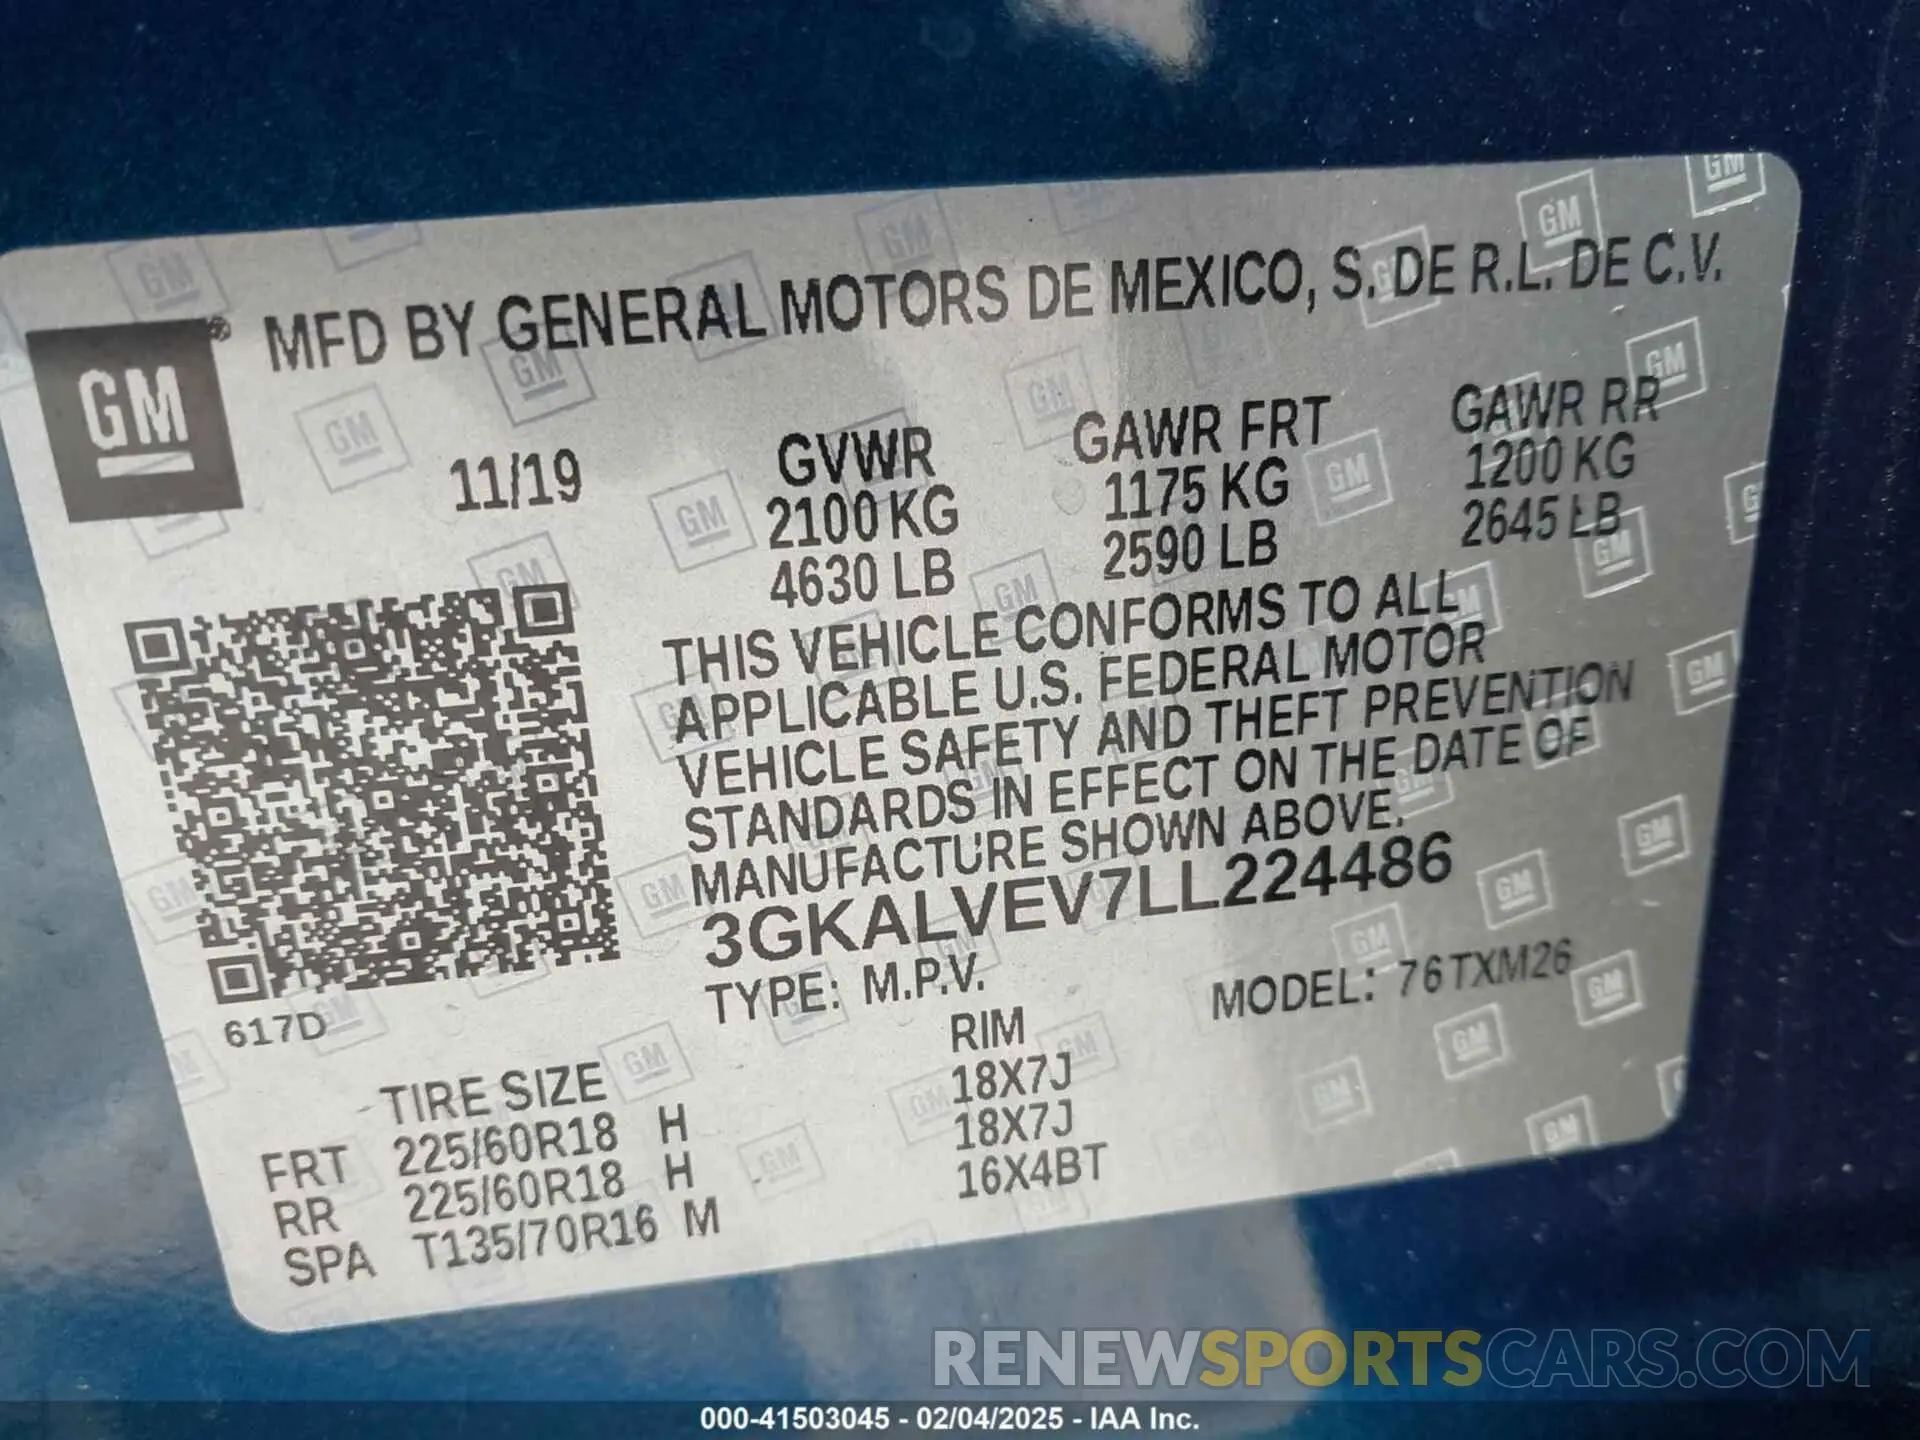 GM® MFD BY GENERAL MOTORS DE MEXICO, S. DE R.L. DE C.V.
11/19 GVWR GAWR FRT GAWR RR
2100 KG 1175 KG 1200 KG
4630 LB 2590 LB 2645 LB
THIS VEHICLE CONFORMS TO ALL
APPLICABLE U.S. FEDERAL MOTOR
VEHICLE SAFETY AND THEFT PREVENTION
STANDARDS IN EFFECT ON THE DATE OF
MANUFACTURE SHOWN ABOVE.
3GKALVEV7LL224486
TYPE: M.P.V. MODEL: 76TXM26
617D
TIRE SIZE RIM
FRT 225/60R18 H 18X7J
RR 225/60R18 H 18X7J
SPA T135/70R16 M 16X4BT
RENEWSPORTSCARS.COM
000-41503045 - 02/04/2025 - IAA Inc.